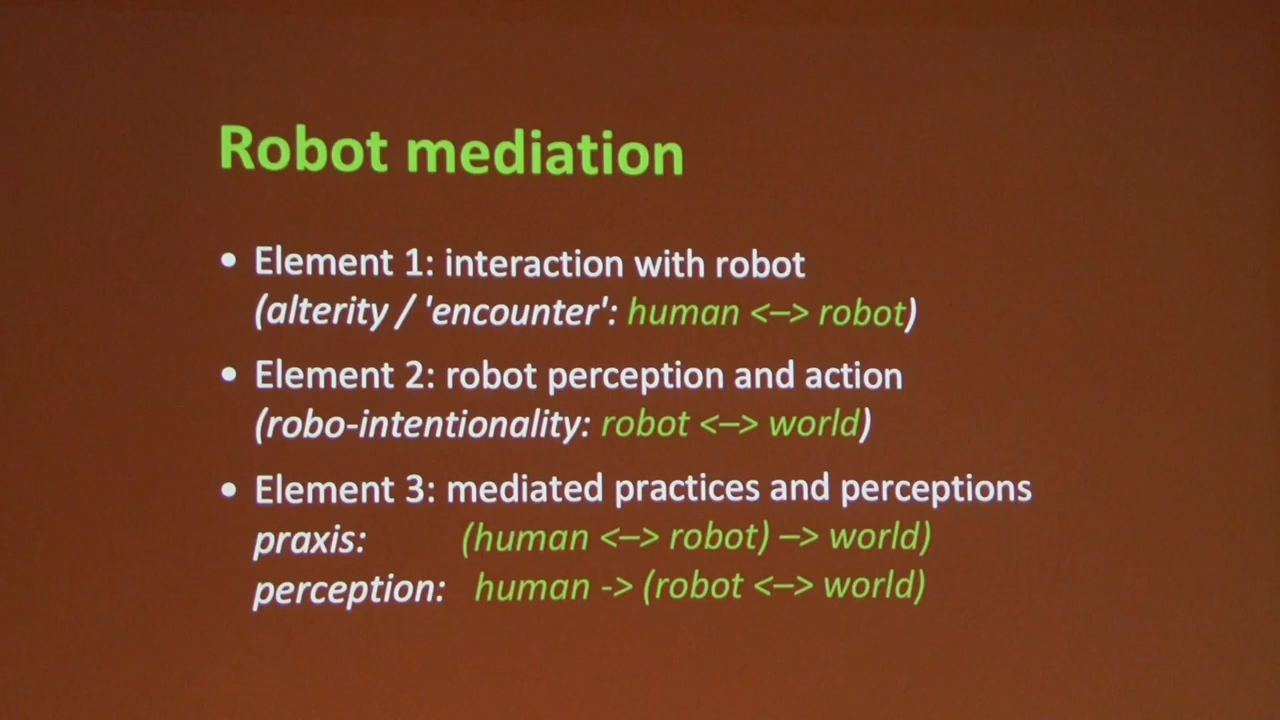 Robot mediation
• Element 1: interaction with robot
(alterity / 'encounter': human <–> robot)
• Element 2: robot perception and action
(robo-intentionality: robot <–> world)
• Element 3: mediated practices and perceptions
praxis: (human <–> robot) –> world)
perception: human -> (robot <–> world)